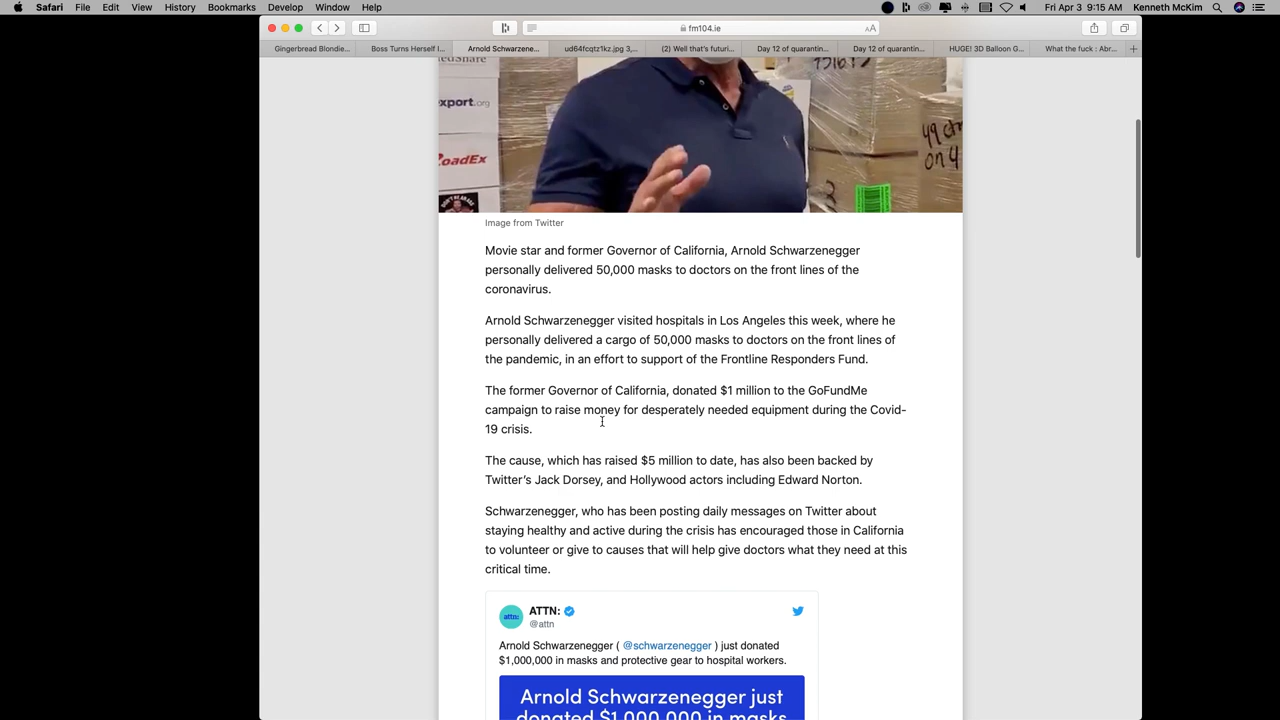 Safari File Edit View History Bookmarks Develop Window Help Fri Apr 3 9:15 AM Kenneth McKim
fm104.ie
Gingerbread Blondie... Boss Turns Herself I... Arnold Schwarzene... ud64fcqtz1kz.jpg 3,... (2) Well that's futuri... Day 12 of quarantin... Day 12 of quarantin... HUGE! 3D Balloon G... What the fuck : Abr...
xport.org
oadEx
49 ctn
on 4
Image from Twitter
Movie star and former Governor of California, Arnold Schwarzenegger
personally delivered 50,000 masks to doctors on the front lines of the
coronavirus.
Arnold Schwarzenegger visited hospitals in Los Angeles this week, where he
personally delivered a cargo of 50,000 masks to doctors on the front lines of
the pandemic, in an effort to support of the Frontline Responders Fund.
The former Governor of California, donated $1 million to the GoFundMe
campaign to raise money for desperately needed equipment during the Covid-
19 crisis.
The cause, which has raised $5 million to date, has also been backed by
Twitter's Jack Dorsey, and Hollywood actors including Edward Norton.
Schwarzenegger, who has been posting daily messages on Twitter about
staying healthy and active during the crisis has encouraged those in California
to volunteer or give to causes that will help give doctors what they need at this
critical time.
attn:
ATTN:
@attn
Arnold Schwarzenegger ( @schwarzenegger ) just donated
$1,000,000 in masks and protective gear to hospital workers.
Arnold Schwarzenegger just
donated $1,000,000 in masks